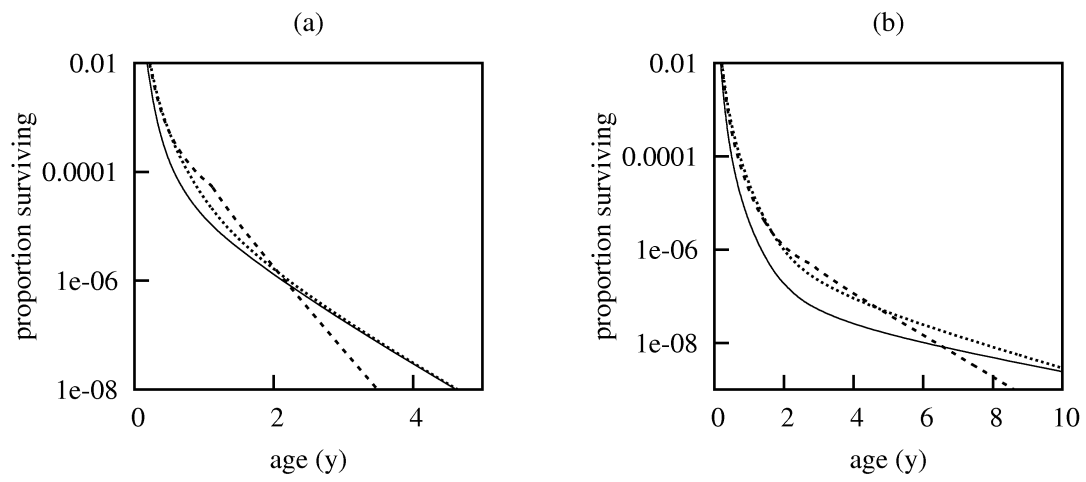 (a)
proportion surviving
0.01
0.0001
1e-06
1e-08
0 2 4
age (y)
(b)
proportion surviving
0.01
0.0001
1e-06
1e-08
0 2 4 6 8 10
age (y)